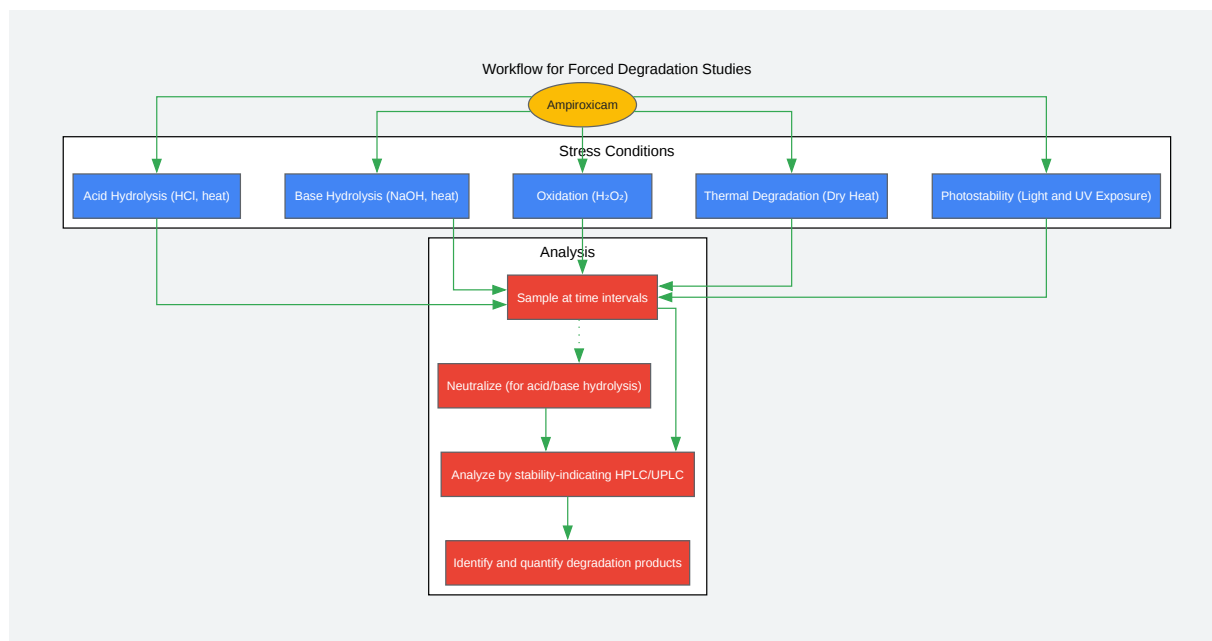 Workflow for Forced Degradation Studies
Ampiroxicam
Stress Conditions
Acid Hydrolysis (HCl, heat)
Base Hydrolysis (NaOH, heat)
Oxidation (H₂O₂)
Thermal Degradation (Dry Heat)
Photostability (Light and UV Exposure)
Analysis
Sample at time intervals
Neutralize (for acid/base hydrolysis)
Analyze by stability-indicating HPLC/UPLC
Identify and quantify degradation products